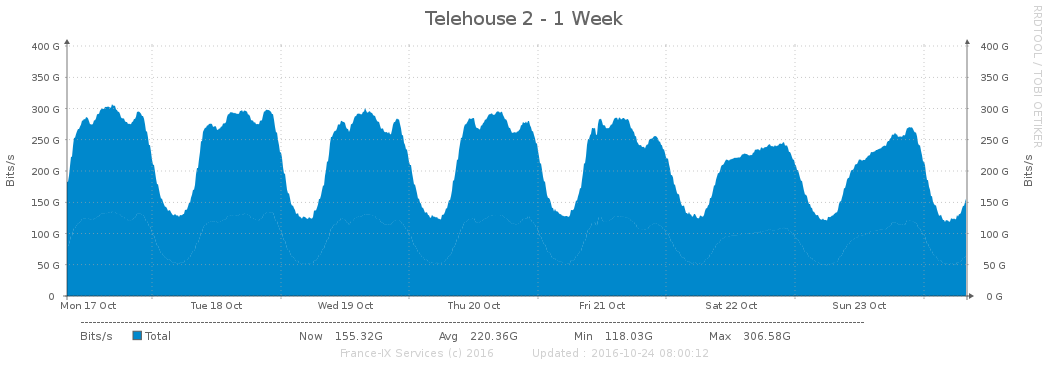 Telehouse 2 - 1 Week
RRDTOOL / TOBI OETIKER
400 G 400 G
350 G 350 G
300 G 300 G
250 G 250 G
200 G 200 G
150 G 150 G
100 G 100 G
50 G 50 G
0 0 G
Bits/s
Bits/s
Mon 17 Oct Tue 18 Oct Wed 19 Oct Thu 20 Oct Fri 21 Oct Sat 22 Oct Sun 23 Oct
Bits/s Total Now 155.32G Avg 220.36G Min 118.03G Max 306.58G
France-IX Services (c) 2016 Updated : 2016-10-24 08:00:12